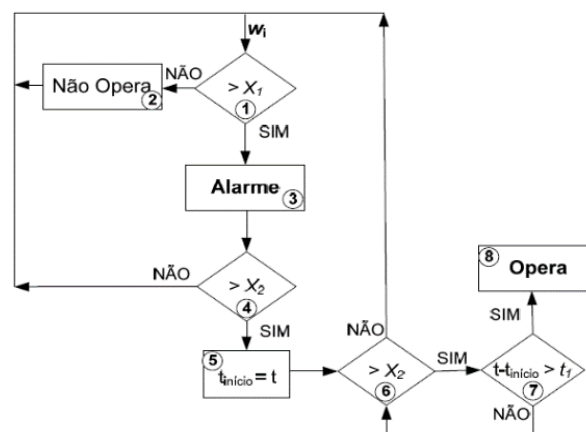 wᵢ
NÃO
> X₁
1
Não Opera
2
SIM
Alarme
3
NÃO
> X₂
4
SIM
5
tᵢₙícᵢₒ = t
NÃO
> X₂
6
SIM
8
Opera
SIM
t-tᵢₙícᵢₒ > t₁
7
NÃO